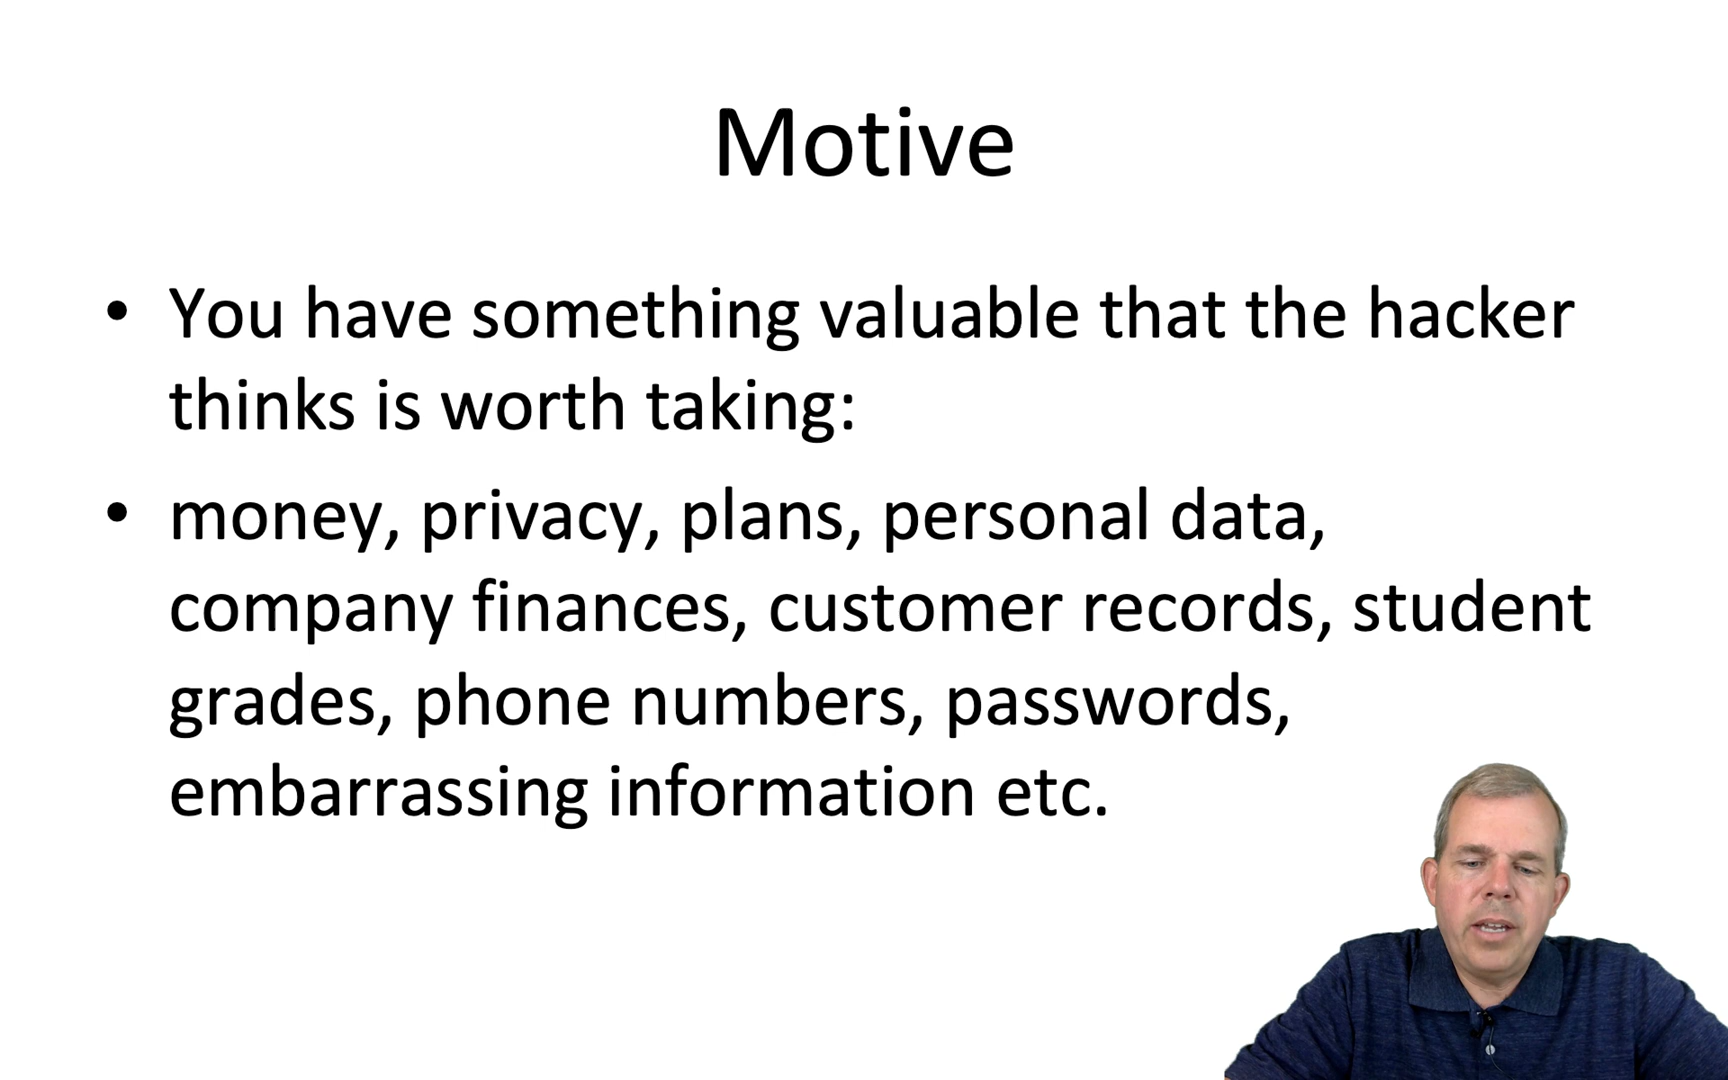 Motive
• You have something valuable that the hacker
thinks is worth taking:
• money, privacy, plans, personal data,
company finances, customer records, student
grades, phone numbers, passwords,
embarrassing information etc.